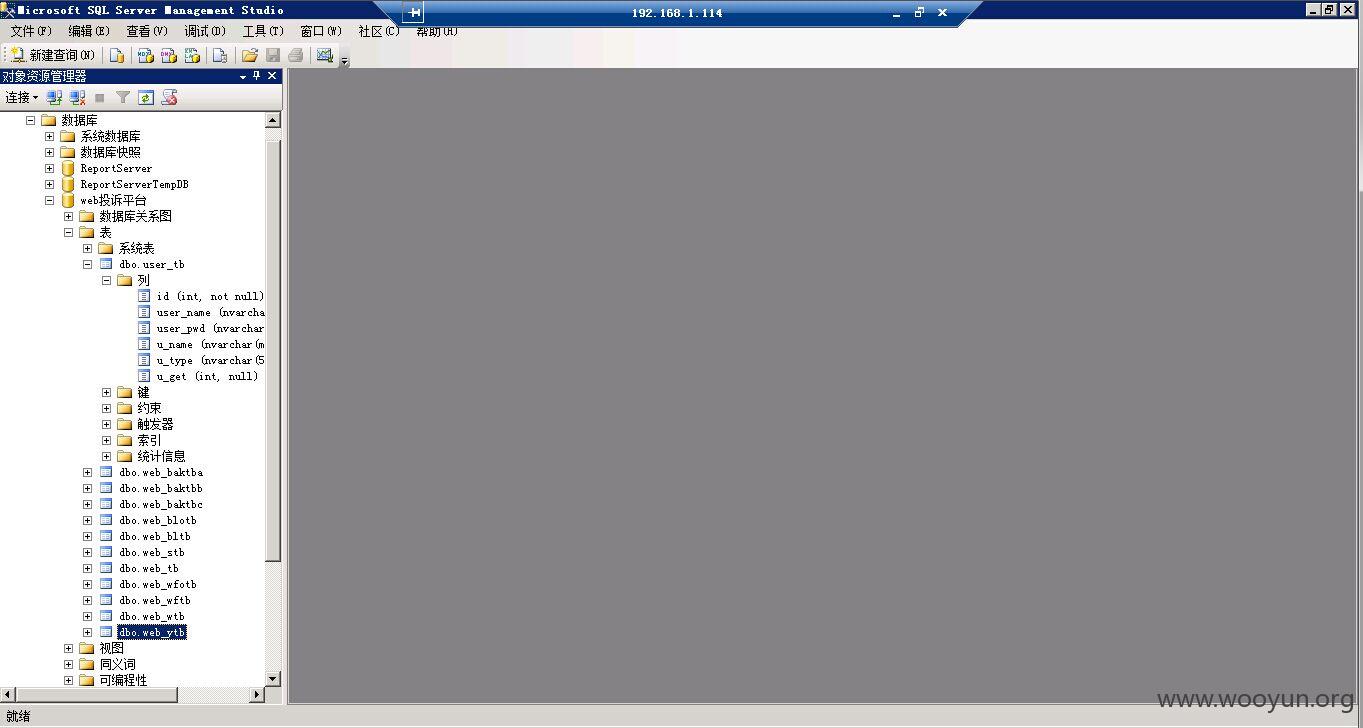 Microsoft SQL Server Management Studio
192.168.1.114
文件(F) 编辑(E) 查看(V) 调试(D) 工具(T) 窗口(W) 社区(C) 帮助(H)
新建查询(N)
对象资源管理器
连接
数据库
系统数据库
数据库快照
ReportServer
ReportServerTempDB
web投诉平台
数据库关系图
表
系统表
dbo.user_tb
列
id (int, not null)
user_name (nvarcha
user_pwd (nvarchar
u_name (nvarchar(m
u_type (nvarchar(5
u_get (int, null)
键
约束
触发器
索引
统计信息
dbo.web_baktba
dbo.web_baktbb
dbo.web_baktbc
dbo.web_blotb
dbo.web_bltb
dbo.web_stb
dbo.web_tb
dbo.web_wfotb
dbo.web_wftb
dbo.web_wtb
dbo.web_ytb
视图
同义词
可编程性
www.wooyun.org
就绪